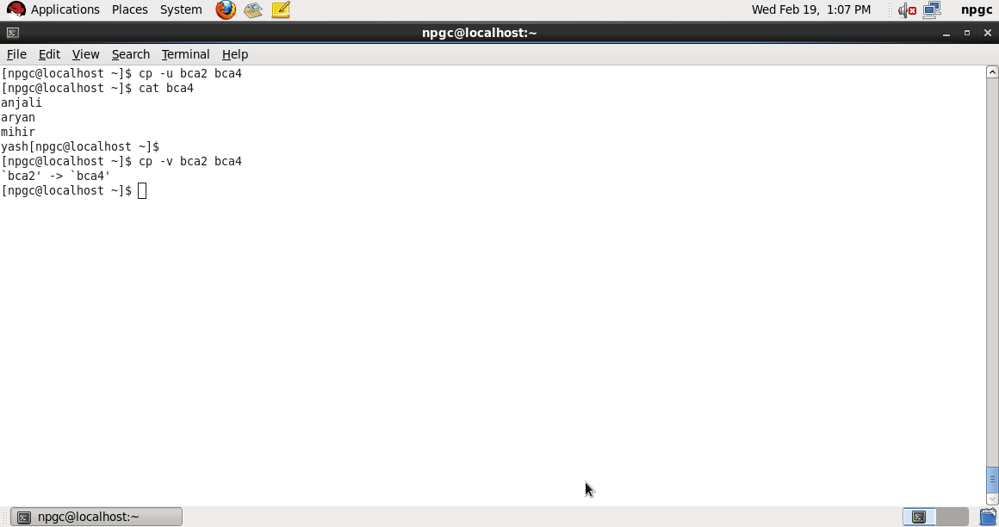 Applications Places System Wed Feb 19, 1:07 PM npgc
npgc@localhost:~
File Edit View Search Terminal Help
[npgc@localhost ~]$ cp -u bca2 bca4
[npgc@localhost ~]$ cat bca4
anjali
aryan
mihir
yash[npgc@localhost ~]$
[npgc@localhost ~]$ cp -v bca2 bca4
`bca2' -> `bca4'
[npgc@localhost ~]$
npgc@localhost:~